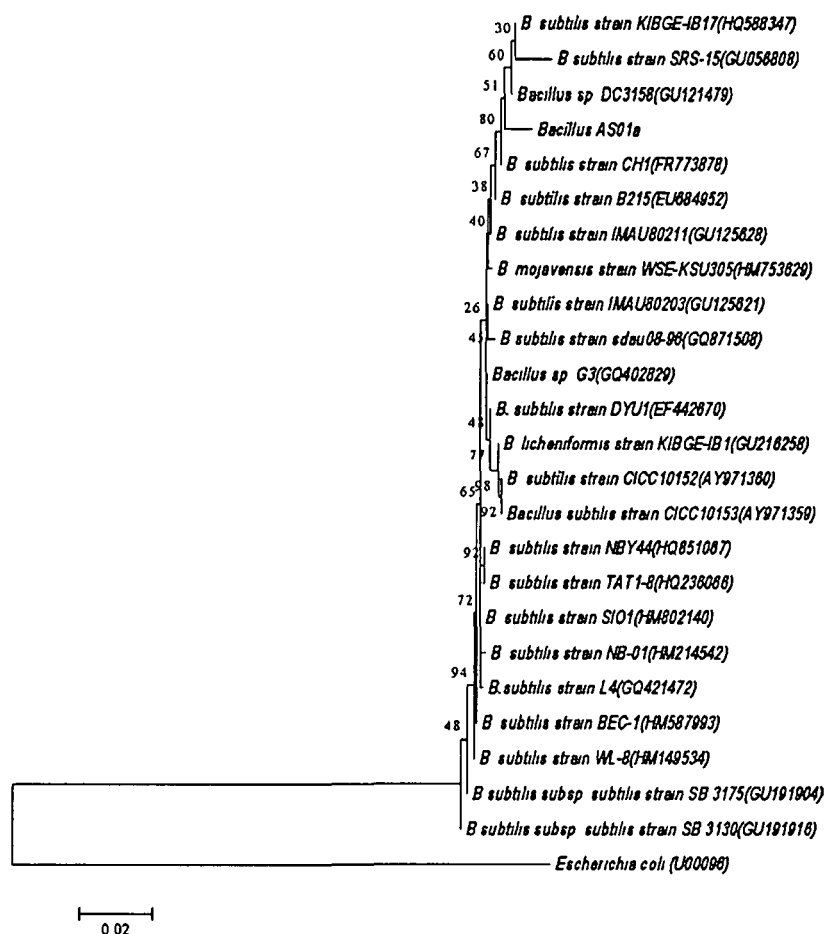 30
B subtilis strain KIBGE-IB17(HQ588347)
60
B subtilis strain SRS-15(GU056808)
51
Bacillus sp DC3158(GU121479)
80
Bacillus AS01a
67
B subtilis strain CH1(FR773878)
38
B subtilis strain B215(EU684952)
40
B subtilis strain IMAU80211(GU125628)
B mojavensis strain WSE-KSU305(HM753629)
26
B subtilis strain IMAU80203(GU125621)
45
B subtilis strain sdau08-96(GQ871508)
Bacillus sp G3(GQ402829)
48
B. subtilis strain DYU1(EF442670)
77
B licheniformis strain KIBGE-IB1(GU216258)
65
98
B subtilis strain CICC10152(AY971360)
92
Bacillus subtilis strain CICC10153(AY971359)
92
B subtilis strain NBY44(HQ851067)
B subtilis strain TAT1-8(HQ236066)
72
B subtilis strain SIO1(HM802140)
B subtilis strain NB-01(HM214542)
94
B.subtilis strain L4(GQ421472)
48
B subtilis strain BEC-1(HM587993)
B subtilis strain WL-8(HM149534)
B subtilis subsp subtilis strain SB 3175(GU191904)
B subtilis subsp subtilis strain SB 3130(GU191916)
Escherichia coli (U00096)
0.02